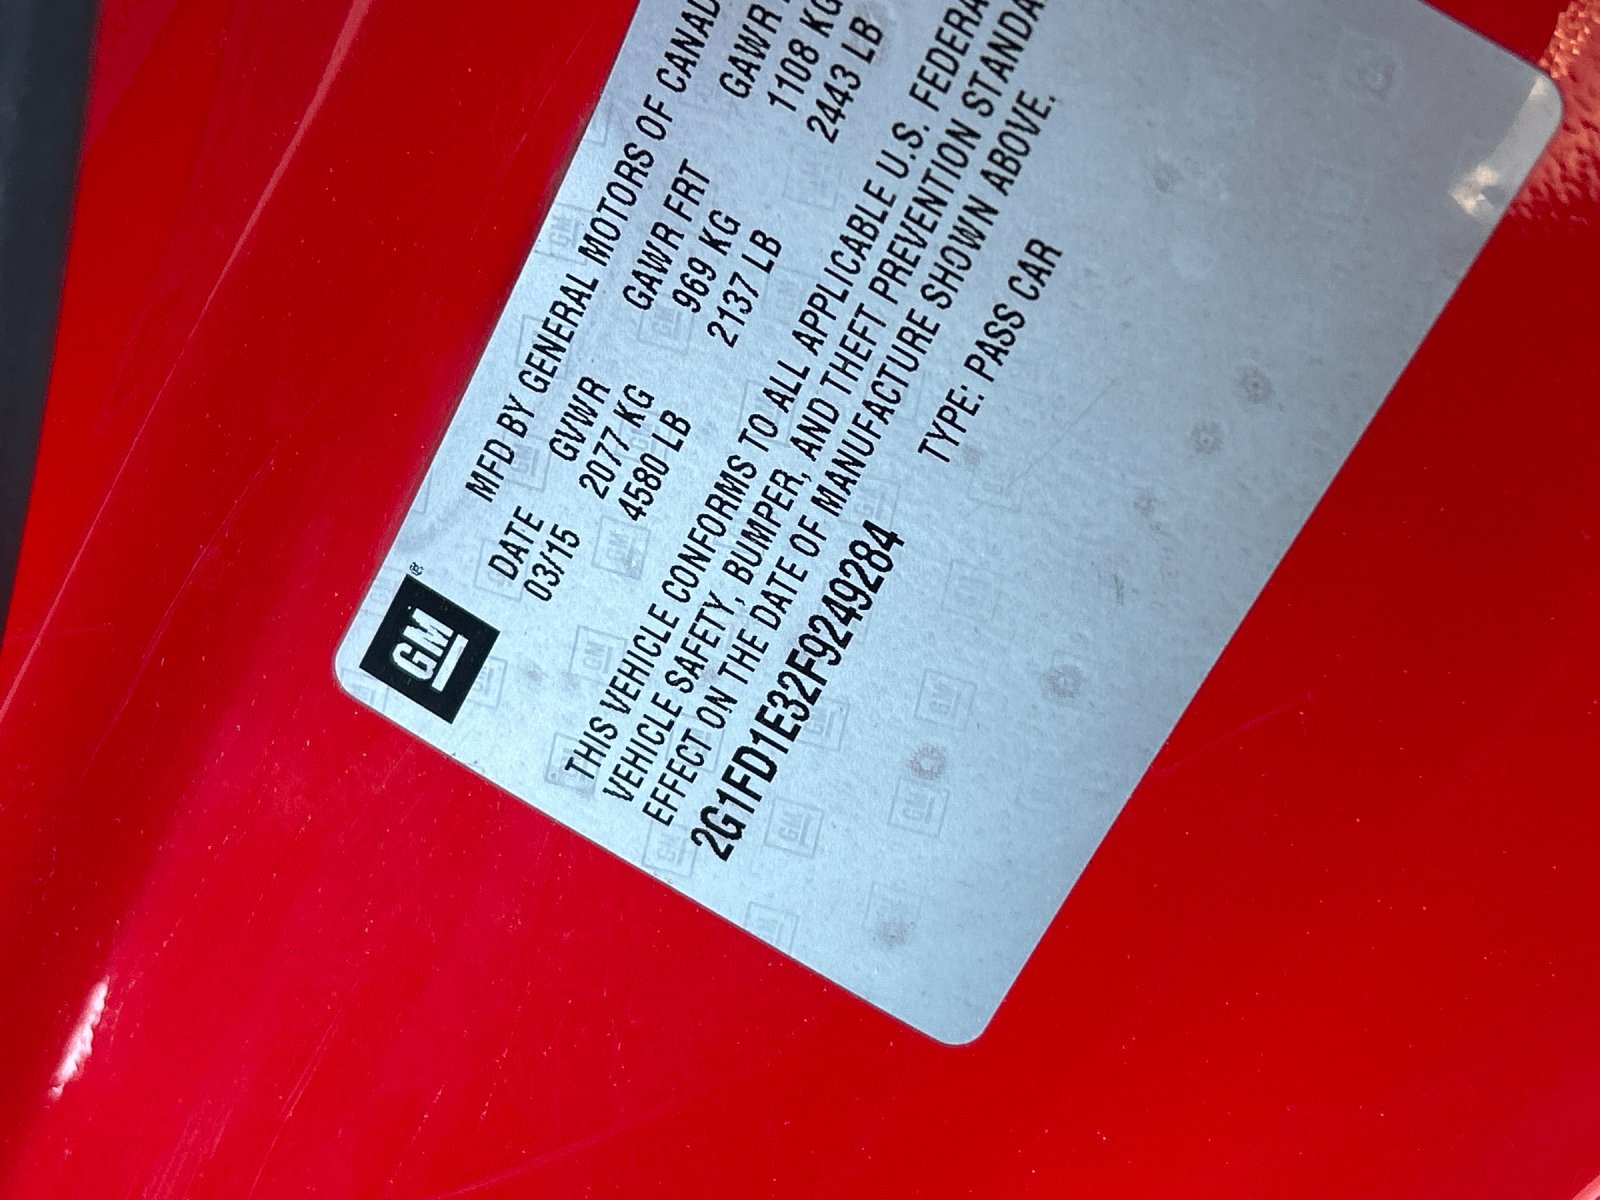 GM®
MFD BY GENERAL MOTORS OF CANAD
DATE GVWR GAWR FRT GAWR
03/15 2077 KG 969 KG 1108 KG
4580 LB 2137 LB 2443 LB
THIS VEHICLE CONFORMS TO ALL APPLICABLE U.S. FEDERA
VEHICLE SAFETY, BUMPER, AND THEFT PREVENTION STANDA
EFFECT ON THE DATE OF MANUFACTURE SHOWN ABOVE.
2G1FD1E32F9249284 TYPE: PASS CAR